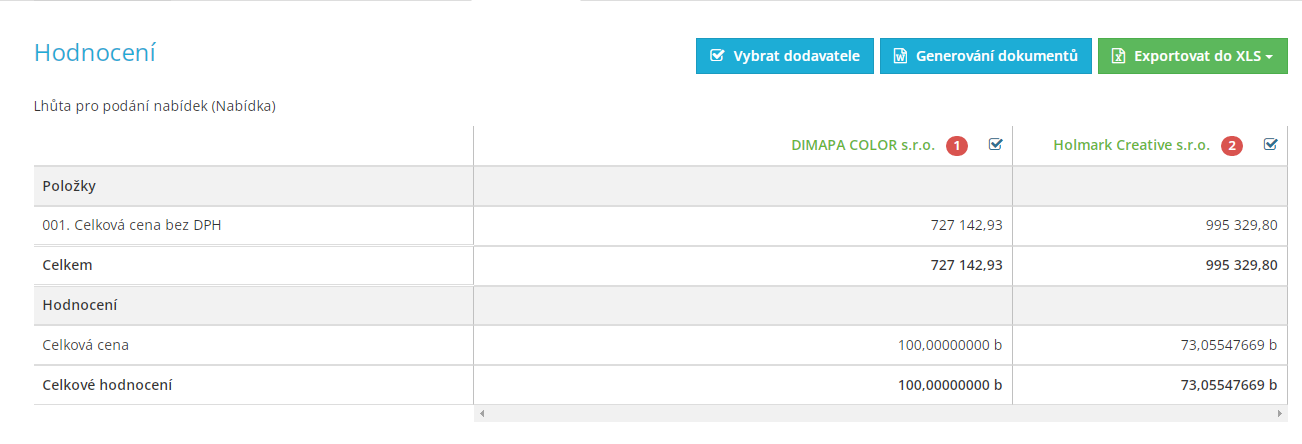 Hodnocení
Vybrat dodavatele
Generování dokumentů
Exportovat do XLS
Lhůta pro podání nabídek (Nabídka)
DIMAPA COLOR s.r.o. 1 Holmark Creative s.r.o. 2
Položky
001. Celková cena bez DPH 727 142,93 995 329,80
Celkem 727 142,93 995 329,80
Hodnocení
Celková cena 100,00000000 b 73,05547669 b
Celkové hodnocení 100,00000000 b 73,05547669 b